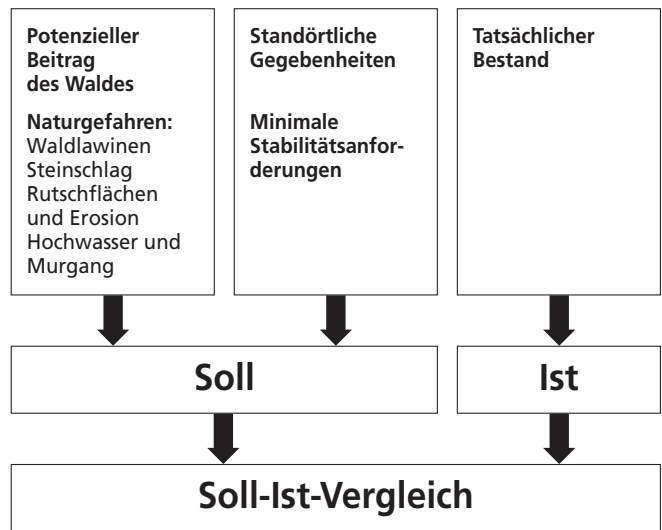 Potenzieller
Beitrag
des Waldes
Naturgefahren:
Waldlawinen
Steinschlag
Rutschflächen
und Erosion
Hochwasser und
Murgang
Standörtliche
Gegebenheiten
Minimale
Stabilitätsanfor-
derungen
Tatsächlicher
Bestand
Soll
Ist
Soll-Ist-Vergleich